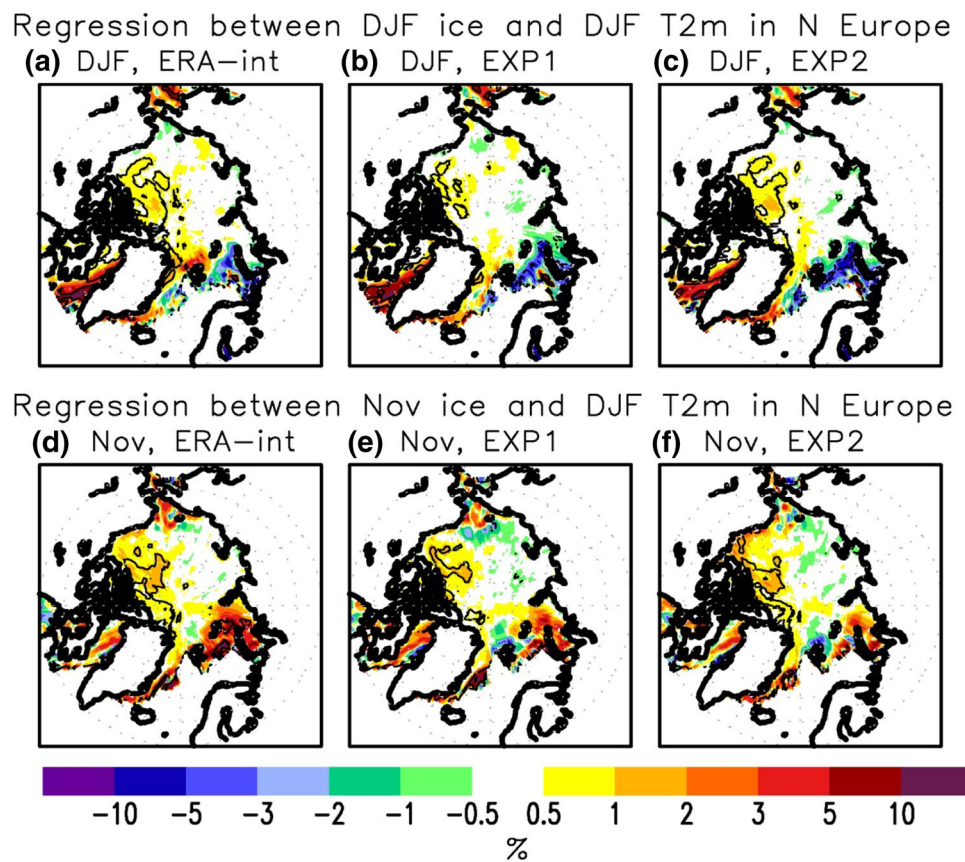 Regression between DJF ice and DJF T2m in N Europe
(a) DJF, ERA-int (b) DJF, EXP1 (c) DJF, EXP2
Regression between Nov ice and DJF T2m in N Europe
(d) Nov, ERA-int (e) Nov, EXP1 (f) Nov, EXP2
-10 -5 -3 -2 -1 -0.5 0.5 1 2 3 5 10
%